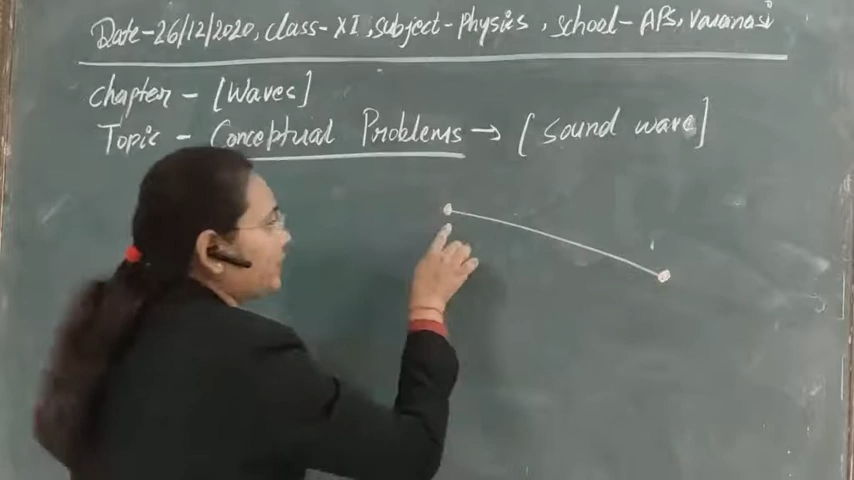 Date-26/12/2020, class-XI, subject-Physics, school-APS, Varanasi
Chapter - [Waves]
Topic - Conceptual Problems → [Sound wave]